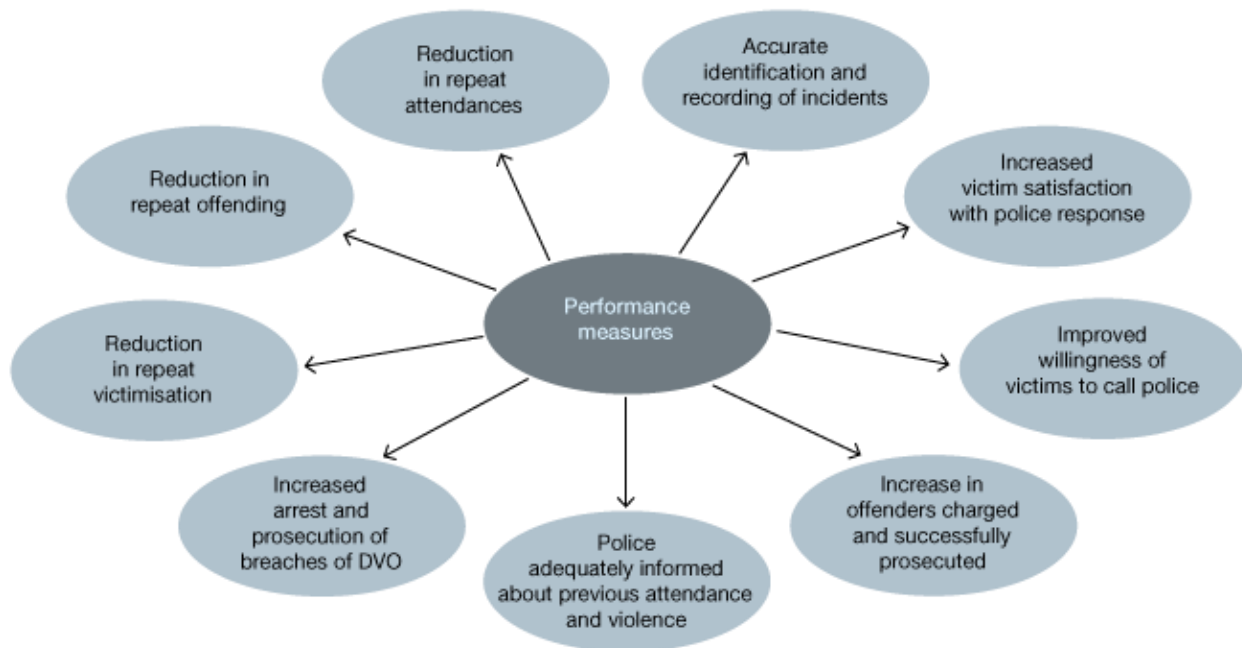 Reduction
in repeat
attendances
Accurate
identification and
recording of incidents
Reduction in
repeat offending
Increased
victim satisfaction
with police response
Performance
measures
Reduction
in repeat
victimisation
Improved
willingness of
victims to call police
Increased
arrest and
prosecution of
breaches of DVO
Police
adequately informed
about previous attendance
and violence
Increase in
offenders charged
and successfully
prosecuted